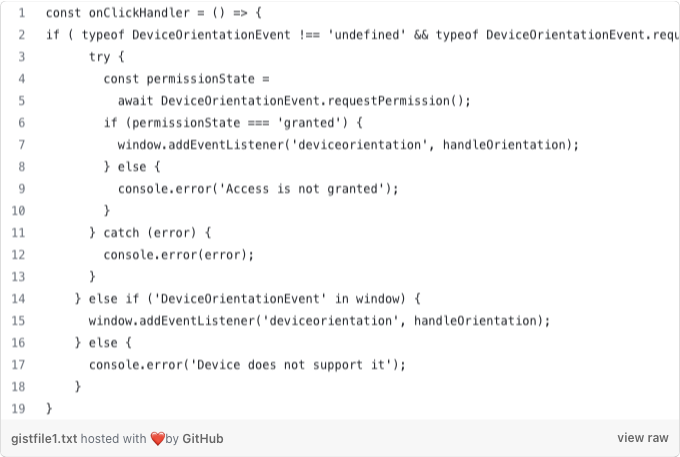 1 const onClickHandler = () => {
2 if ( typeof DeviceOrientationEvent !== 'undefined' && typeof DeviceOrientationEvent.requ
3 try {
4 const permissionState =
5 await DeviceOrientationEvent.requestPermission();
6 if (permissionState === 'granted') {
7 window.addEventListener('deviceorientation', handleOrientation);
8 } else {
9 console.error('Access is not granted');
10 }
11 } catch (error) {
12 console.error(error);
13 }
14 } else if ('DeviceOrientationEvent' in window) {
15 window.addEventListener('deviceorientation', handleOrientation);
16 } else {
17 console.error('Device does not support it');
18 }
19 }
gistfile1.txt hosted with ❤️by GitHub view raw